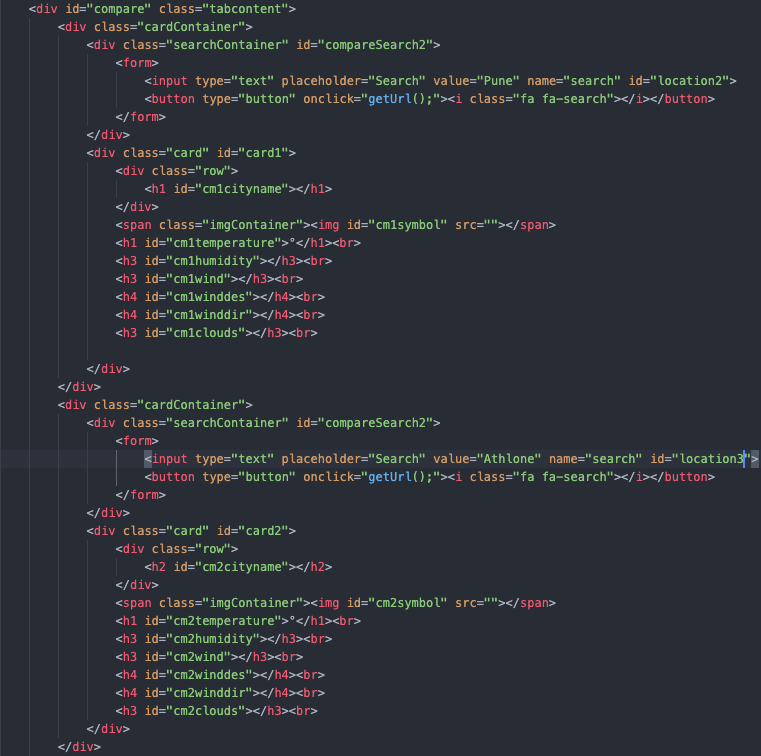 <div id="compare" class="tabcontent">
<div class="cardContainer">
<div class="searchContainer" id="compareSearch2">
<form>
<input type="text" placeholder="Search" value="Pune" name="search" id="location2">
<button type="button" onclick="getUrl();"><i class="fa fa-search"></i></button>
</form>
</div>
<div class="card" id="card1">
<div class="row">
<h1 id="cm1cityname"></h1>
</div>
<span class="imgContainer"><img id="cm1symbol" src=""></span>
<h1 id="cm1temperature">°</h1><br>
<h3 id="cm1humidity"></h3><br>
<h3 id="cm1wind"></h3><br>
<h4 id="cm1winddes"></h4><br>
<h4 id="cm1winddir"></h4><br>
<h3 id="cm1clouds"></h3><br>
</div>
</div>
<div class="cardContainer">
<div class="searchContainer" id="compareSearch2">
<form>
<input type="text" placeholder="Search" value="Athlone" name="search" id="location3">
<button type="button" onclick="getUrl();"><i class="fa fa-search"></i></button>
</form>
</div>
<div class="card" id="card2">
<div class="row">
<h2 id="cm2cityname"></h2>
</div>
<span class="imgContainer"><img id="cm2symbol" src=""></span>
<h1 id="cm2temperature">°</h1><br>
<h3 id="cm2humidity"></h3><br>
<h3 id="cm2wind"></h3><br>
<h4 id="cm2winddes"></h4><br>
<h4 id="cm2winddir"></h4><br>
<h3 id="cm2clouds"></h3><br>
</div>
</div>